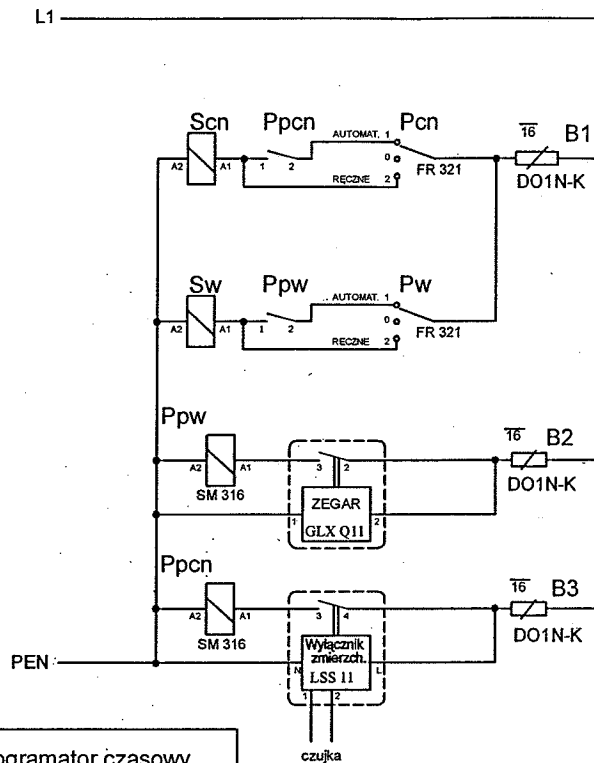 L1
Scn Ppcn Pcn 16 B1
AUTOMAT. 1
0
A2 A1 1 2 FR 321
RĘCZNE 2 DO1N-K
Sw Ppw Pw
AUTOMAT. 1
0
A2 A1 1 2 FR 321
RĘCZNE 2
Ppw 16 B2
A2 A1 3 2
SM 316 ZEGAR DO1N-K
1 GLX Q11 2
Ppcn 16 B3
A2 A1 3 4
SM 316 Wyłącznik DO1N-K
PEN N zmierzch. L
LSS 11
1 2
ogramator czasowy czujka